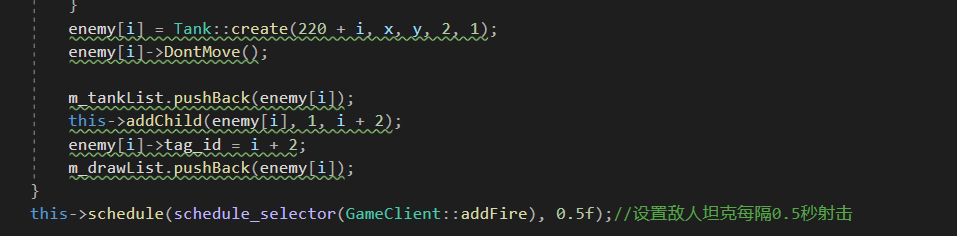 }
enemy[i] = Tank::create(220 + i, x, y, 2, 1);
enemy[i]->DontMove();
m_tankList.pushBack(enemy[i]);
this->addChild(enemy[i], 1, i + 2);
enemy[i]->tag_id = i + 2;
m_drawList.pushBack(enemy[i]);
}
this->schedule(schedule_selector(GameClient::addFire), 0.5f);//设置敌人坦克每隔0.5秒射击